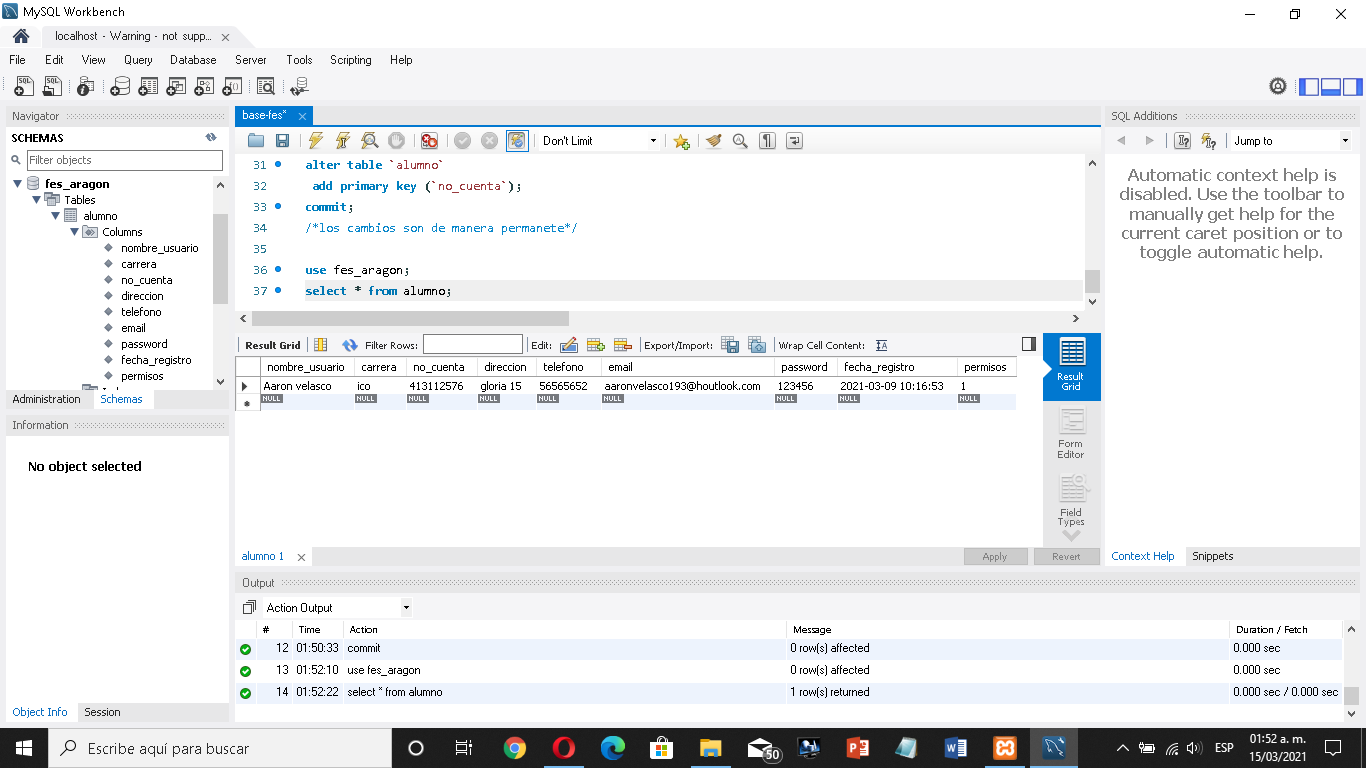 MySQL Workbench
localhost - Warning - not supp...
File Edit View Query Database Server Tools Scripting Help
Navigator
SCHEMAS
Filter objects
fes_aragon
Tables
alumno
Columns
nombre_usuario
carrera
no_cuenta
direccion
telefono
email
password
fecha_registro
permisos
Administration Schemas
Information
No object selected
Object Info Session
base-fes*
Don't Limit
31 alter table `alumno`
32 add primary key (`no_cuenta`);
33 commit;
34 /*los cambios son de manera permanete*/
35
36 use fes_aragon;
37 select * from alumno;
Result Grid Filter Rows: Edit: Export/Import: Wrap Cell Content:
nombre_usuario carrera no_cuenta direccion telefono email password fecha_registro permisos
Aaron velasco ico 413112576 gloria 15 56565652 aaronvelasco193@houtlook.com 123456 2021-03-09 10:16:53 1
NULL NULL NULL NULL NULL NULL NULL NULL NULL
Result Grid
Form Editor
Field Types
alumno 1
Apply Revert
SQL Additions
Jump to
Automatic context help is
disabled. Use the toolbar to
manually get help for the
current caret position or to
toggle automatic help.
Context Help Snippets
Output
Action Output
# Time Action Message Duration / Fetch
12 01:50:33 commit 0 row(s) affected 0.000 sec
13 01:52:10 use fes_aragon 0 row(s) affected 0.000 sec
14 01:52:22 select * from alumno 1 row(s) returned 0.000 sec / 0.000 sec
Escribe aquí para buscar
50
ESP
01:52 a. m.
15/03/2021